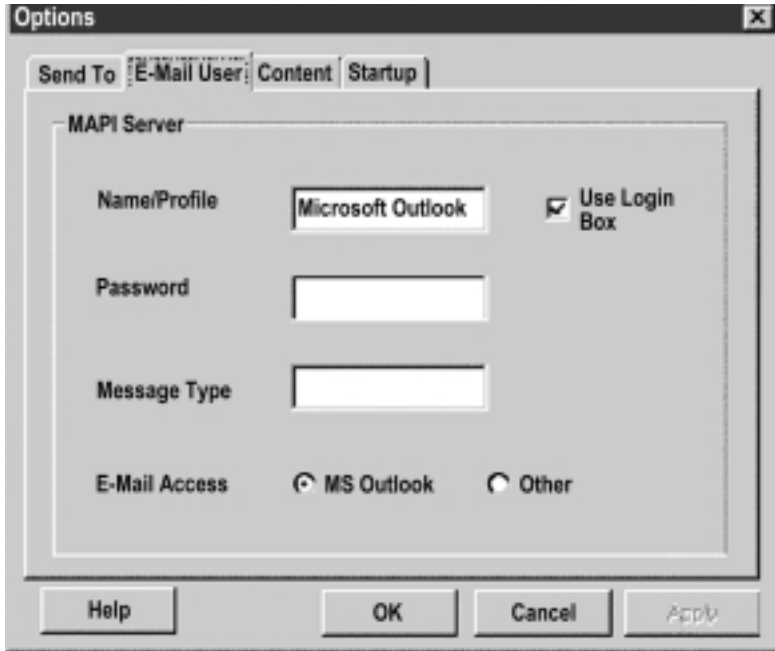 Options
Send To E-Mail User Content Startup
MAPI Server
Name/Profile Microsoft Outlook Use Login
Box
Password
Message Type
E-Mail Access MS Outlook Other
Help OK Cancel Apply